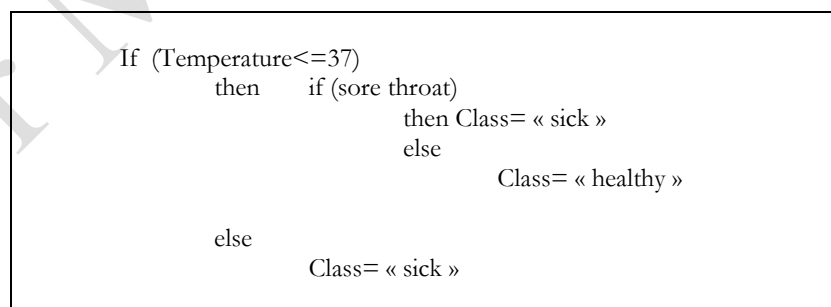 If (Temperature<=37)
then if (sore throat)
then Class= « sick »
else
Class= « healthy »
else
Class= « sick »